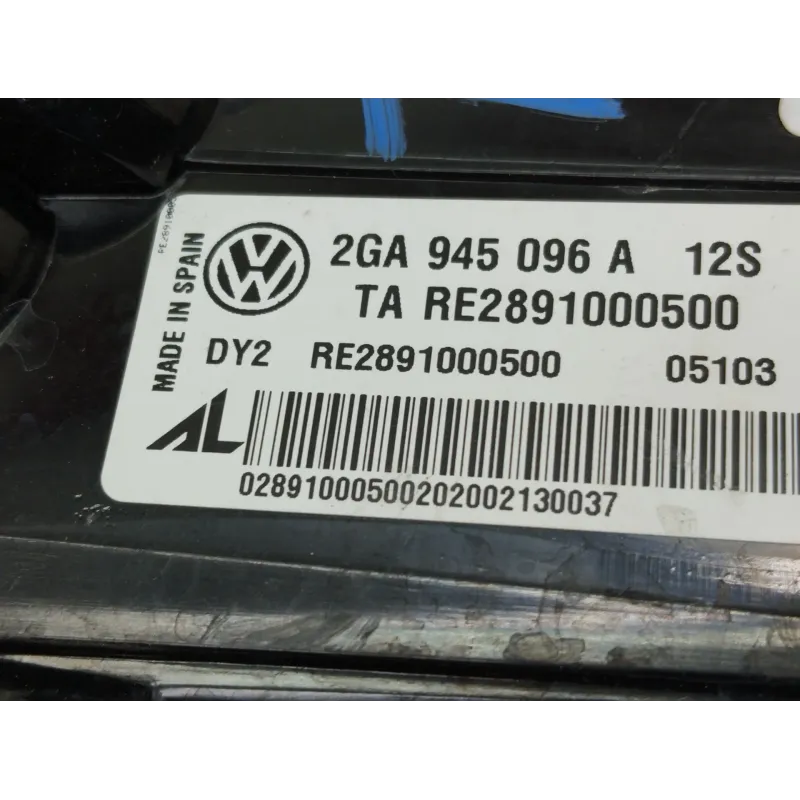 MADE IN SPAIN
2GA 945 096 A 12S
TA RE2891000500
DY2 RE2891000500 05103
AL
02891000500202002130037